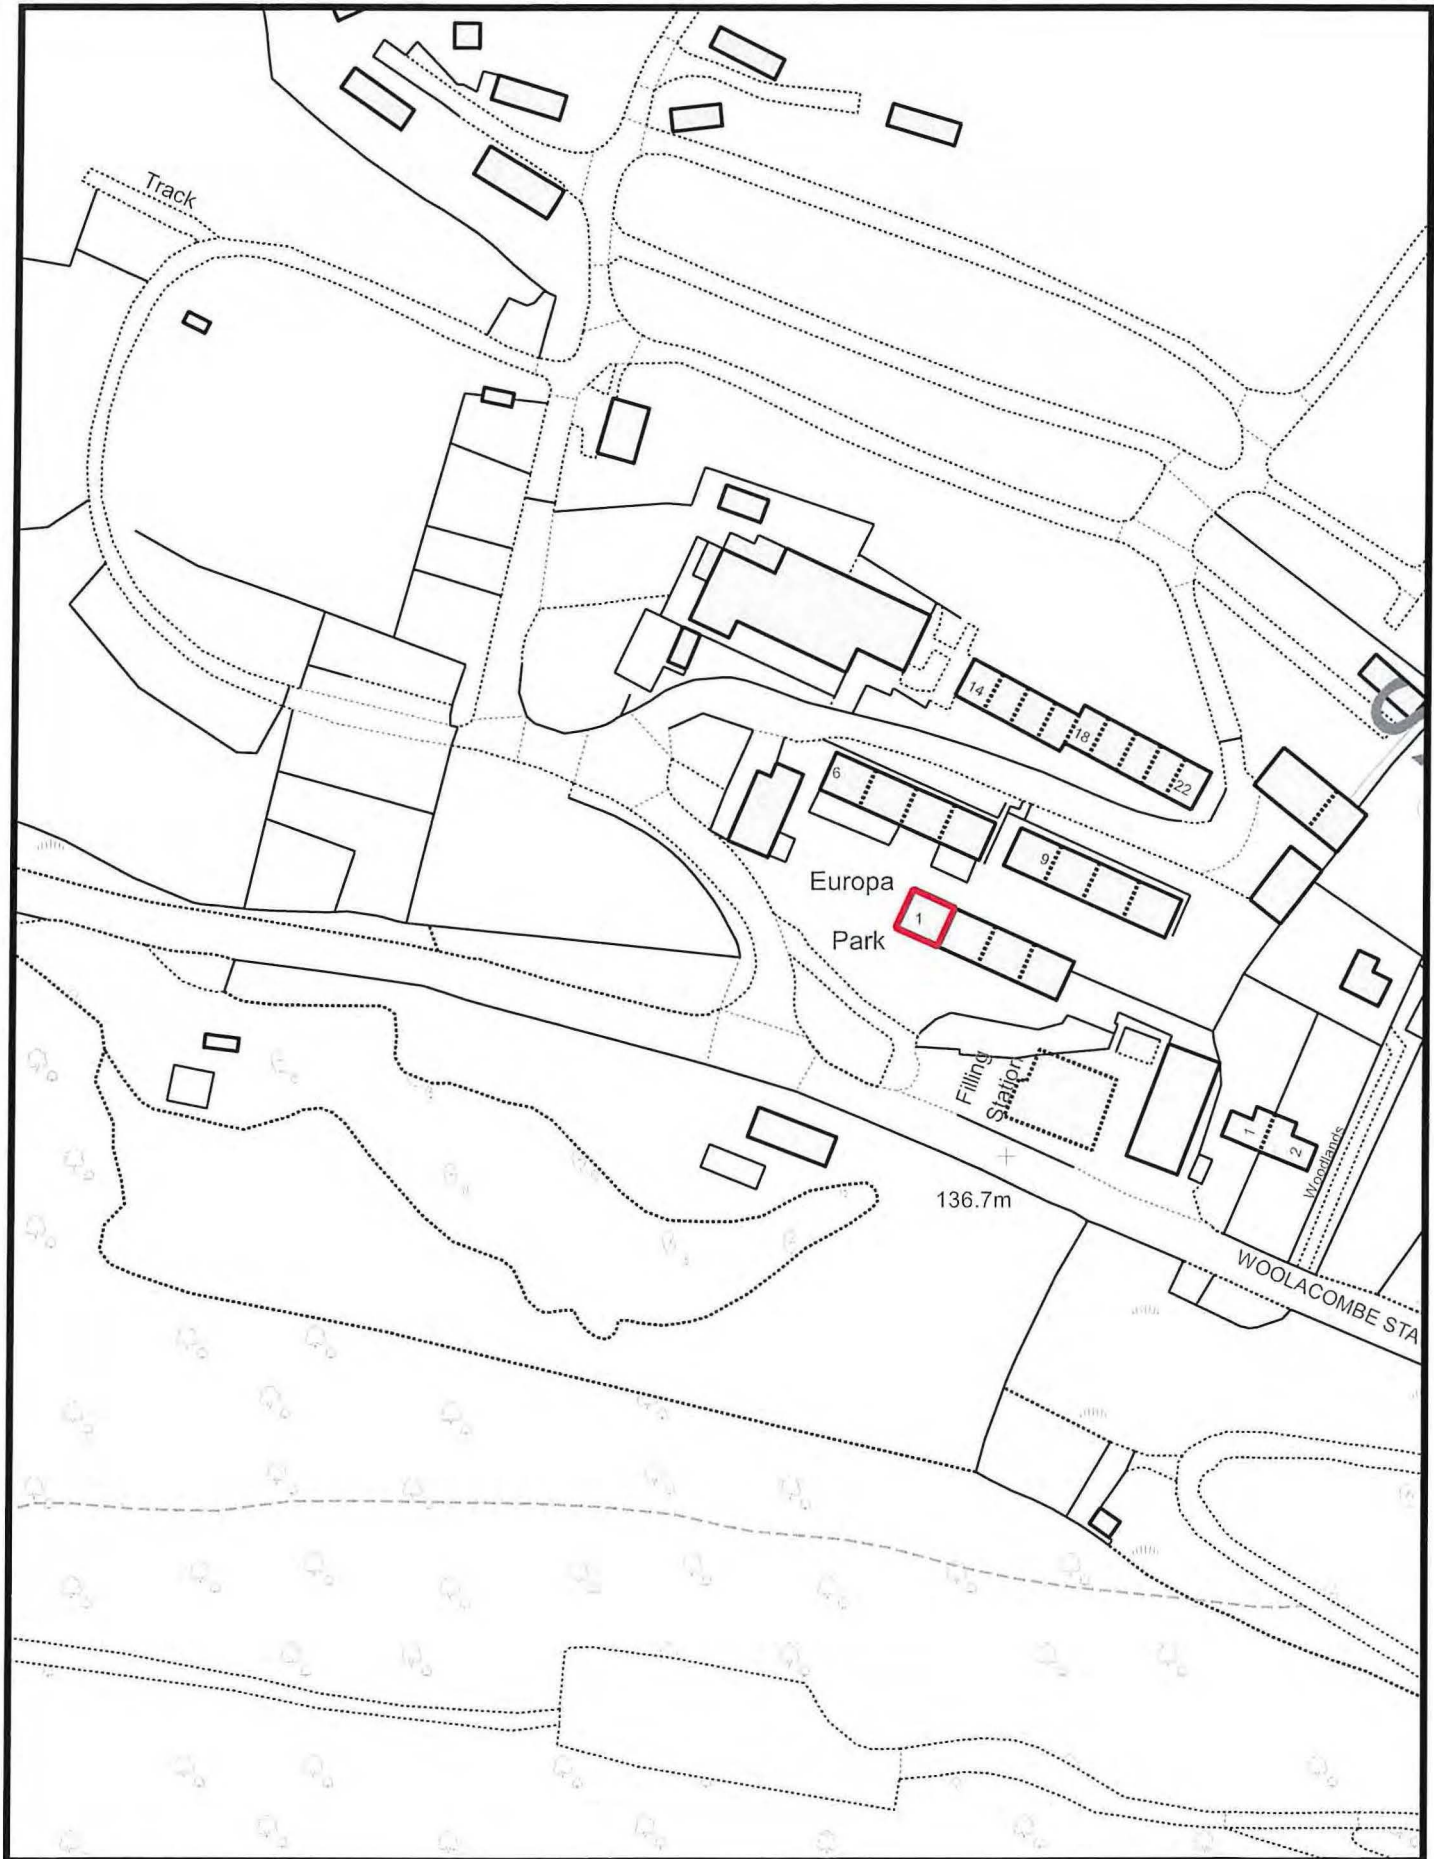 Track
14
18
22
6
9
Europa
Park
1
Filling
Station
136.7m
1
2
Woodlands
WOOLACOMBE STA